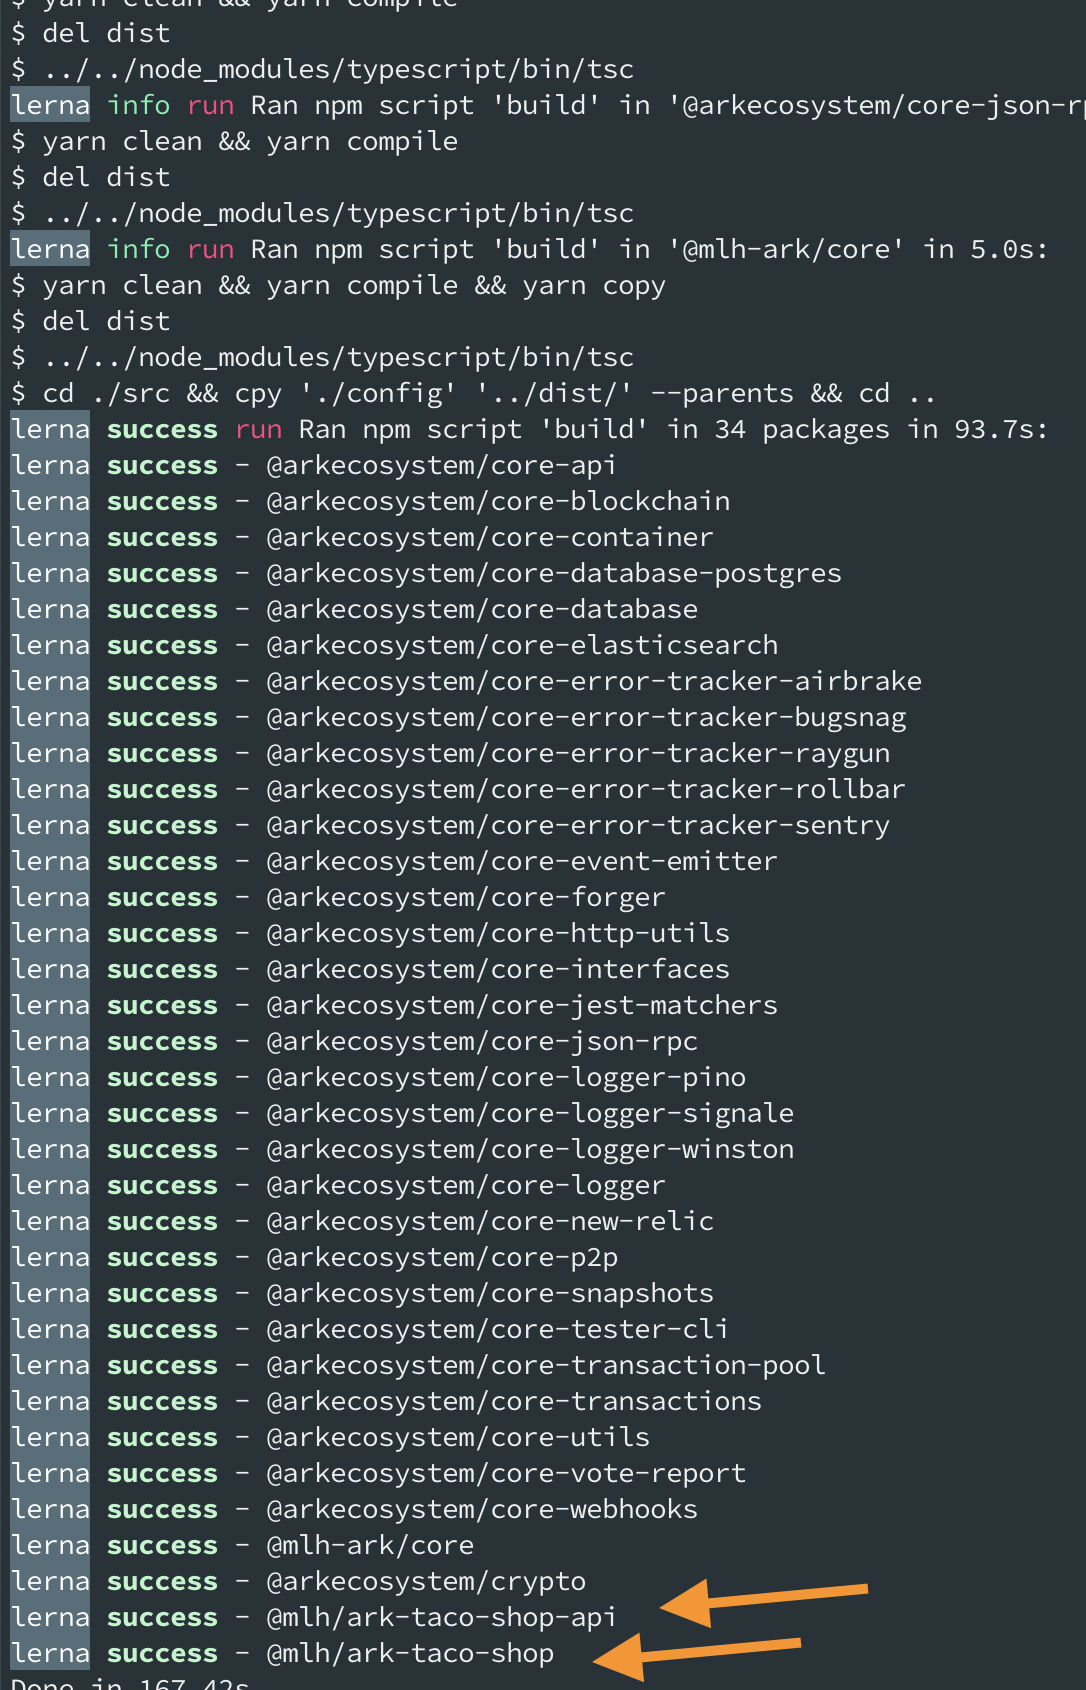 $ yarn clean && yarn compile
$ del dist
$ ../../node_modules/typescript/bin/tsc
lerna info run Ran npm script 'build' in '@arkecosystem/core-json-rp
$ yarn clean && yarn compile
$ del dist
$ ../../node_modules/typescript/bin/tsc
lerna info run Ran npm script 'build' in '@mlh-ark/core' in 5.0s:
$ yarn clean && yarn compile && yarn copy
$ del dist
$ ../../node_modules/typescript/bin/tsc
$ cd ./src && cpy './config' '../dist/' --parents && cd ..
lerna success run Ran npm script 'build' in 34 packages in 93.7s:
lerna success - @arkecosystem/core-api
lerna success - @arkecosystem/core-blockchain
lerna success - @arkecosystem/core-container
lerna success - @arkecosystem/core-database-postgres
lerna success - @arkecosystem/core-database
lerna success - @arkecosystem/core-elasticsearch
lerna success - @arkecosystem/core-error-tracker-airbrake
lerna success - @arkecosystem/core-error-tracker-bugsnag
lerna success - @arkecosystem/core-error-tracker-raygun
lerna success - @arkecosystem/core-error-tracker-rollbar
lerna success - @arkecosystem/core-error-tracker-sentry
lerna success - @arkecosystem/core-event-emitter
lerna success - @arkecosystem/core-forger
lerna success - @arkecosystem/core-http-utils
lerna success - @arkecosystem/core-interfaces
lerna success - @arkecosystem/core-jest-matchers
lerna success - @arkecosystem/core-json-rpc
lerna success - @arkecosystem/core-logger-pino
lerna success - @arkecosystem/core-logger-signale
lerna success - @arkecosystem/core-logger-winston
lerna success - @arkecosystem/core-logger
lerna success - @arkecosystem/core-new-relic
lerna success - @arkecosystem/core-p2p
lerna success - @arkecosystem/core-snapshots
lerna success - @arkecosystem/core-tester-cli
lerna success - @arkecosystem/core-transaction-pool
lerna success - @arkecosystem/core-transactions
lerna success - @arkecosystem/core-utils
lerna success - @arkecosystem/core-vote-report
lerna success - @arkecosystem/core-webhooks
lerna success - @mlh-ark/core
lerna success - @arkecosystem/crypto
lerna success - @mlh/ark-taco-shop-api
lerna success - @mlh/ark-taco-shop
Done in 167.42s